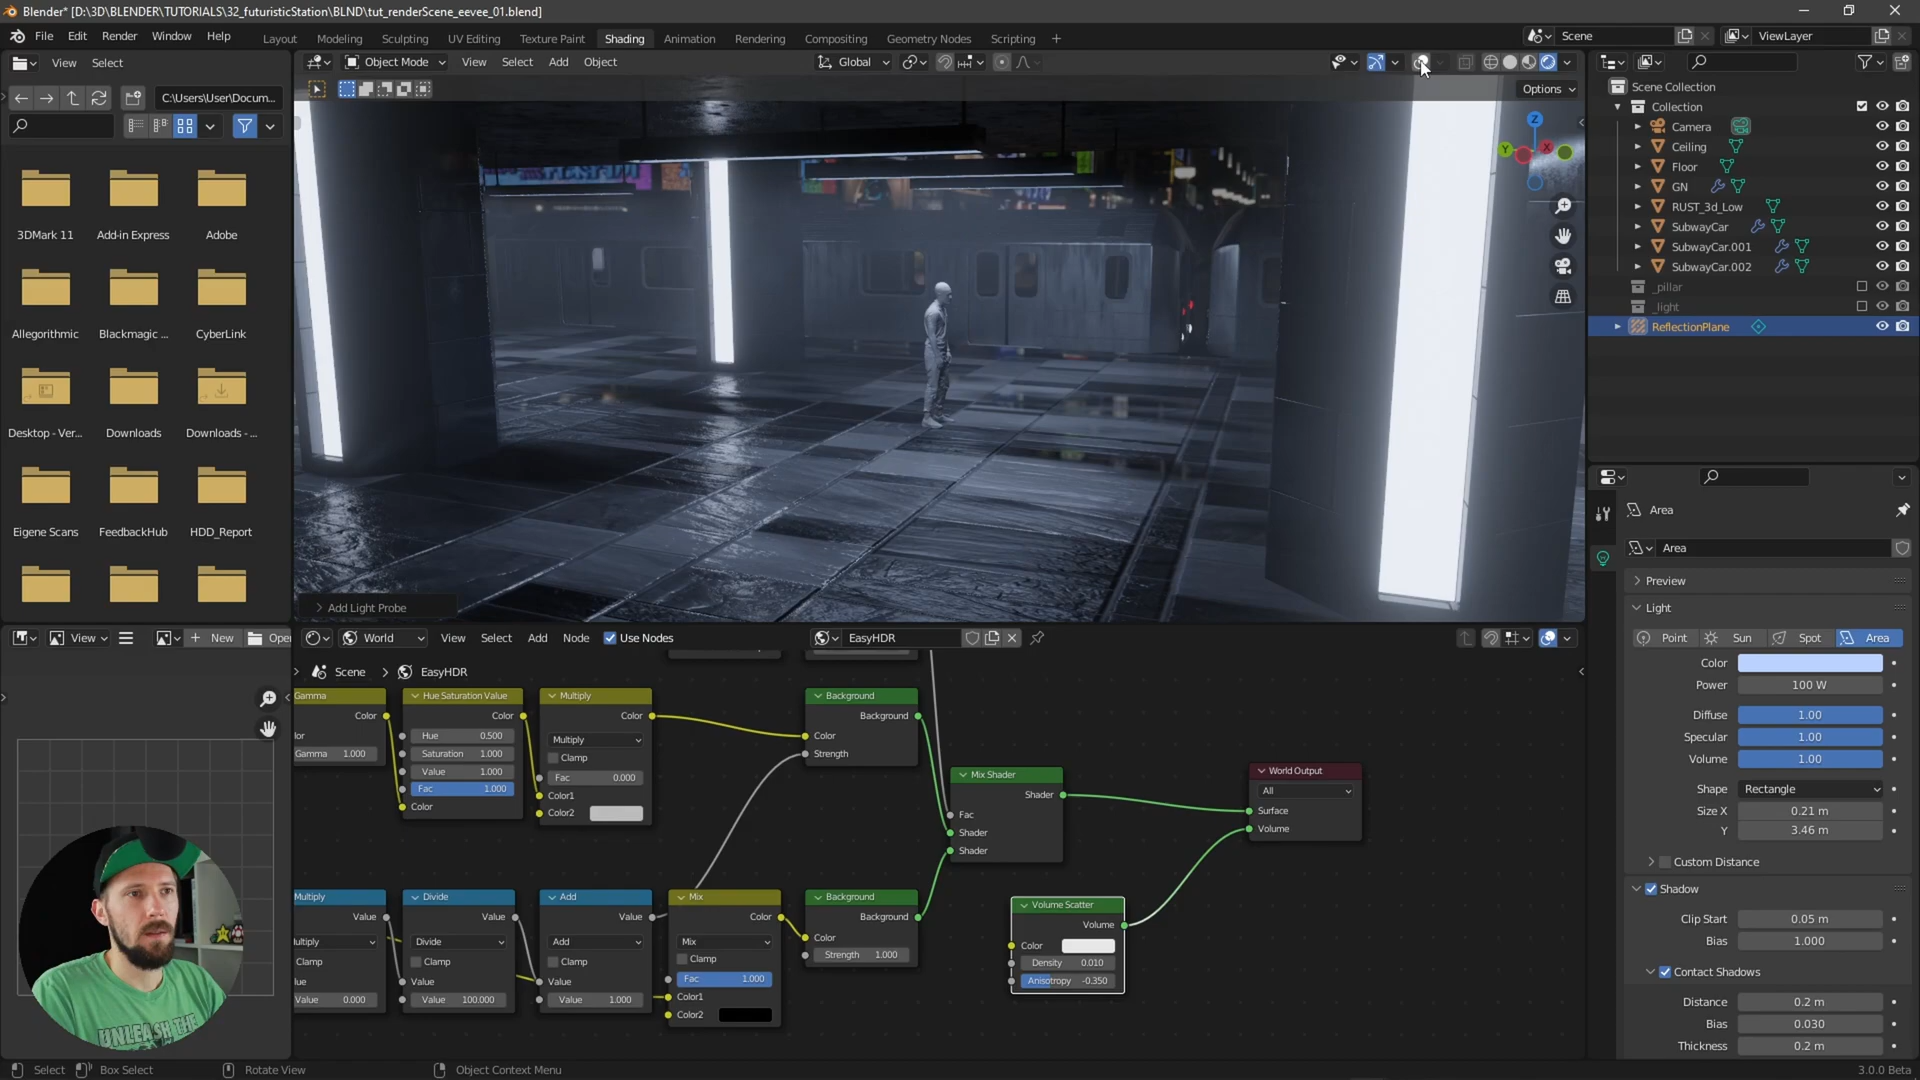 Blender* [D:\3D\BLENDER\TUTORIALS\32_futuristicStation\BLND\tut_renderScene_eevee_01.blend]
File Edit Render Window Help
Layout Modeling Sculpting UV Editing Texture Paint Shading Animation Rendering Compositing Geometry Nodes Scripting +
Scene
ViewLayer
View Select
Object Mode View Select Add Object
Global
Options
C:\Users\User\Docum...
3DMark 11 Add-in Express Adobe
Allegorithmic Blackmagic ... CyberLink
Desktop - Ver... Downloads Downloads - ...
Eigene Scans FeedbackHub HDD_Report
Z
Y
X
Add Light Probe
Scene Collection
Collection
Camera
Ceiling
Floor
GN
RUST_3d_Low
SubwayCar
SubwayCar.001
SubwayCar.002
_pillar
_light
ReflectionPlane
Area
Area
Preview
Light
Point Sun Spot Area
Color
Power 100 W
Diffuse 1.00
Specular 1.00
Volume 1.00
Shape Rectangle
Size X 0.21 m
Y 3.46 m
Custom Distance
Shadow
Clip Start 0.05 m
Bias 1.000
Contact Shadows
Distance 0.2 m
Bias 0.030
Thickness 0.2 m
View
New
Open
World View Select Add Node Use Nodes
EasyHDR
Scene > EasyHDR
Gamma
Color
lor
Gamma 1.000
Hue Saturation Value
Color
Hue 0.500
Saturation 1.000
Value 1.000
Fac 1.000
Color
Multiply
Color
Multiply
Clamp
Fac 0.000
Color1
Color2
Background
Background
Color
Strength
Mix Shader
Shader
Fac
Shader
Shader
World Output
All
Surface
Volume
Multiply
Value
ultiply
Clamp
lue
Value 0.000
Divide
Value
Divide
Clamp
Value
Value 100.000
Add
Value
Add
Clamp
Value
Value 1.000
Mix
Color
Mix
Clamp
Fac 1.000
Color1
Color2
Background
Background
Color
Strength 1.000
Volume Scatter
Volume
Color
Density 0.010
Anisotropy -0.350
UNLEASH THE
Select Box Select Rotate View Object Context Menu
3.0.0 Beta